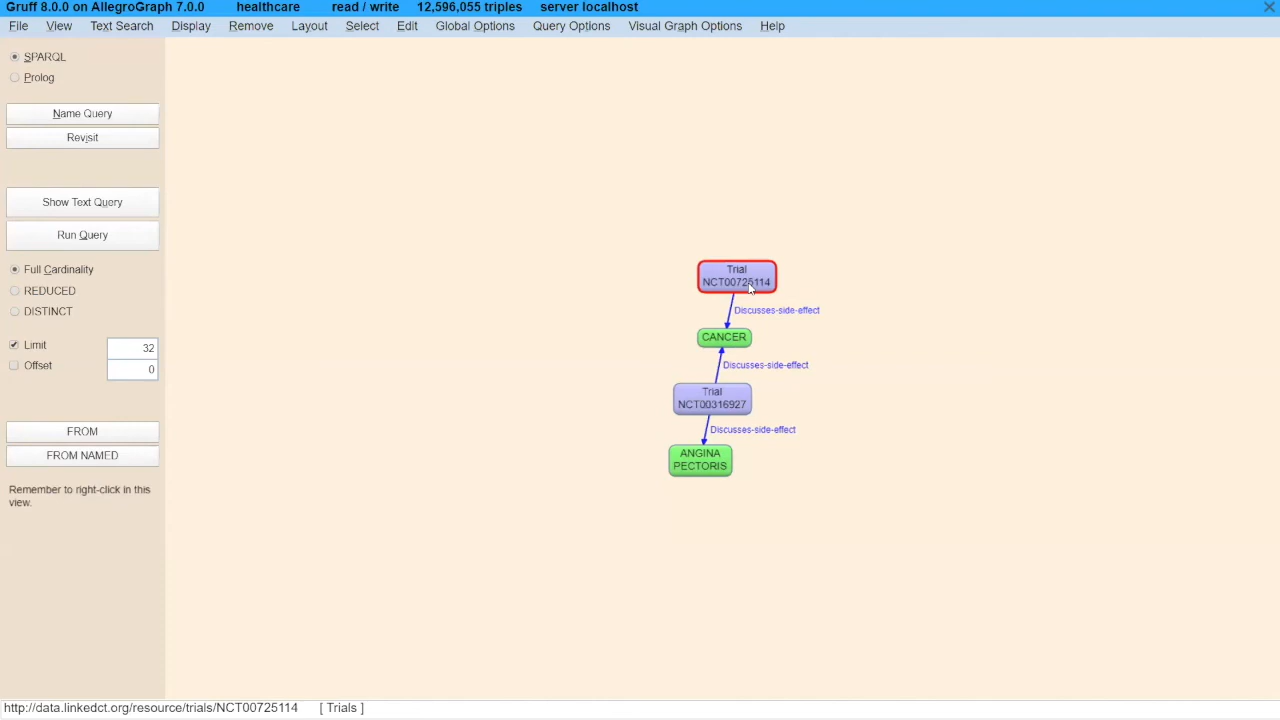 Gruff 8.0.0 on AllegroGraph 7.0.0 healthcare read / write 12,596,055 triples server localhost
File View Text Search Display Remove Layout Select Edit Global Options Query Options Visual Graph Options Help
SPARQL
Prolog
Name Query
Revisit
Show Text Query
Run Query
Full Cardinality
REDUCED
DISTINCT
Limit 32
Offset 0
FROM
FROM NAMED
Remember to right-click in this
view.
Trial
NCT00725114
Discusses-side-effect
CANCER
Discusses-side-effect
Trial
NCT00316927
Discusses-side-effect
ANGINA
PECTORIS
http://data.linkedct.org/resource/trials/NCT00725114 [ Trials ]